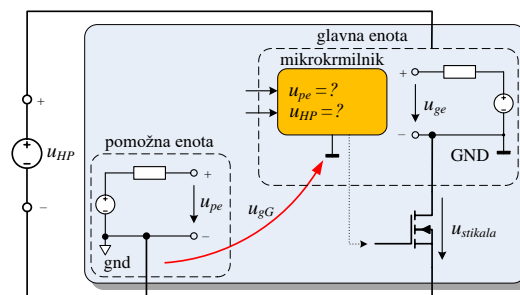 glavna enota
mikrokrmilnik
u_pe = ?
u_HP = ?
+
u_ge
−
GND
+
u_HP
−
pomožna enota
+
u_pe
−
gnd
u_gG
u_stikala